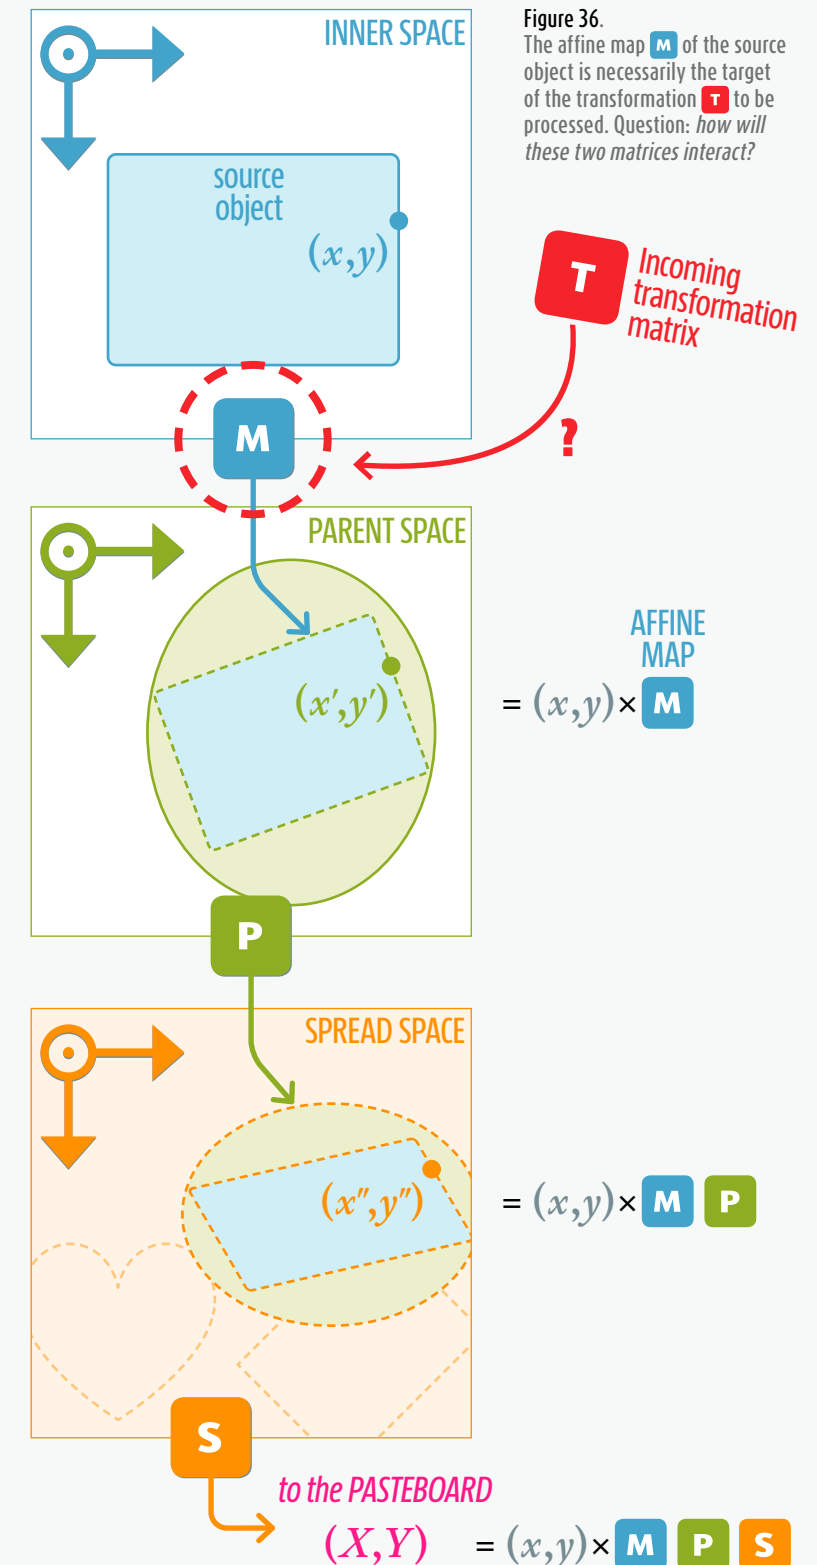 Figure 36.
The affine map M of the source
object is necessarily the target
of the transformation T to be
processed. Question: how will
these two matrices interact?
INNER SPACE
source
object
(x,y)
T
Incoming
transformation
matrix
?
M
PARENT SPACE
AFFINE
MAP
(x′,y′) = (x,y)× M
P
SPREAD SPACE
(x″,y″) = (x,y)× M P
S
to the PASTEBOARD
(X,Y) = (x,y)× M P S